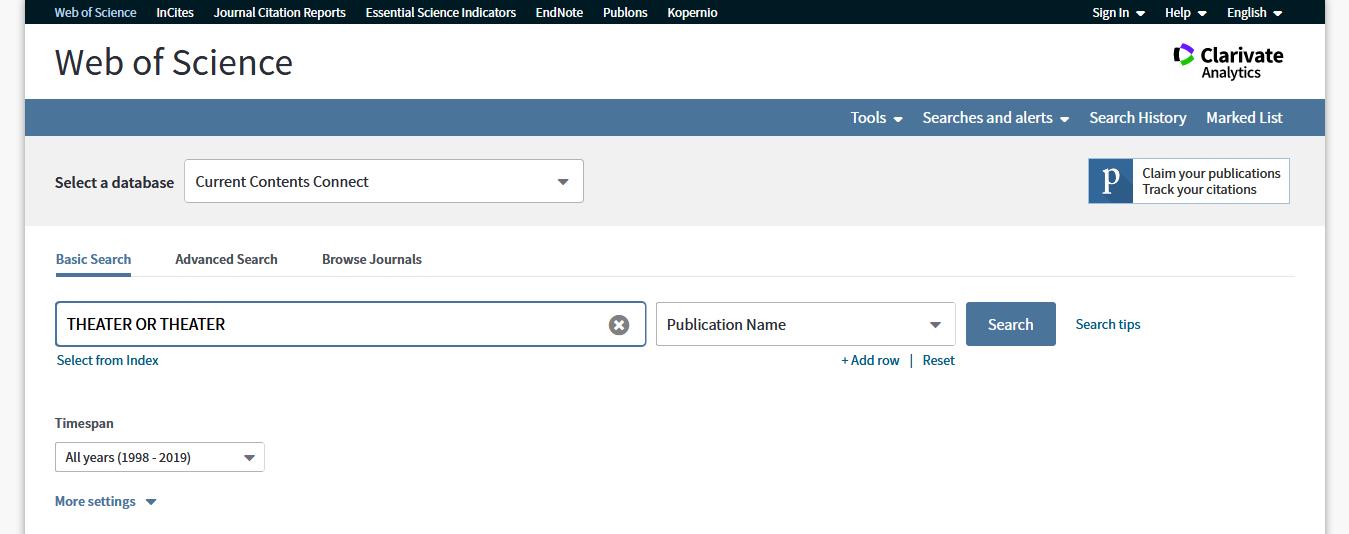 Web of Science InCites Journal Citation Reports Essential Science Indicators EndNote Publons Kopernio Sign In Help English
Web of Science
Clarivate
Analytics
Tools Searches and alerts Search History Marked List
Select a database Current Contents Connect
p Claim your publications
Track your citations
Basic Search Advanced Search Browse Journals
THEATER OR THEATER Publication Name Search Search tips
Select from Index + Add row | Reset
Timespan
All years (1998 - 2019)
More settings